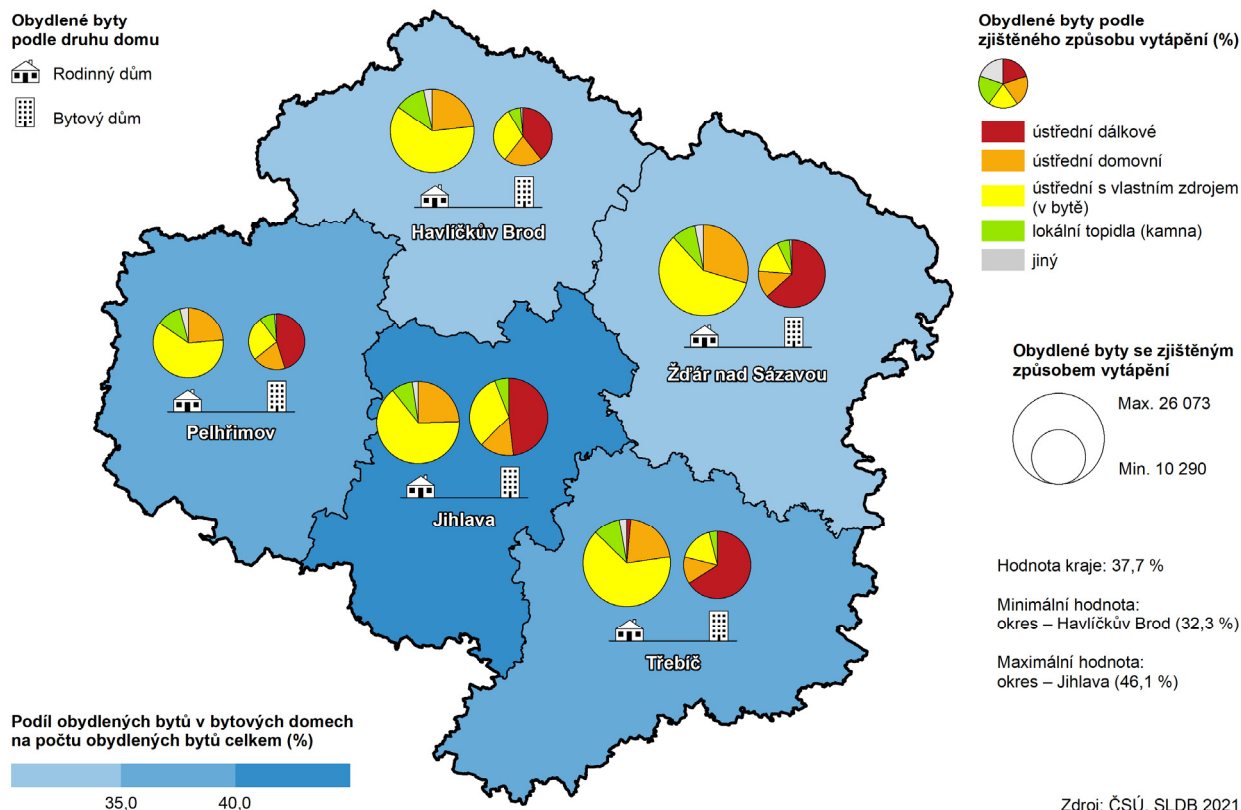 Obydlené byty
podle druhu domu
Rodinný dům
Bytový dům
Obydlené byty podle
zjištěného způsobu vytápění (%)
ústřední dálkové
ústřední domovní
ústřední s vlastním zdrojem
(v bytě)
lokální topidla (kamna)
jiný
Havlíčkův Brod
Žďár nad Sázavou
Pelhřimov
Jihlava
Třebíč
Obydlené byty se zjištěným
způsobem vytápění
Max. 26 073
Min. 10 290
Hodnota kraje: 37,7 %
Minimální hodnota:
okres – Havlíčkův Brod (32,3 %)
Maximální hodnota:
okres – Jihlava (46,1 %)
Podíl obydlených bytů v bytových domech
na počtu obydlených bytů celkem (%)
35,0 40,0
Zdroj: ČSÚ, SLDB 2021